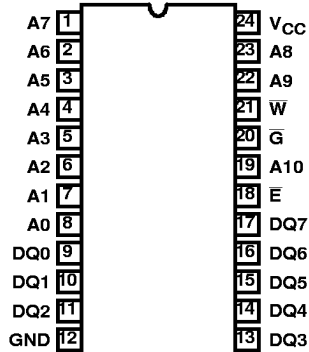 A7 1 24 V̅CC
A6 2 23 A8
A5 3 22 A9
A4 4 21 W̅
A3 5 20 G̅
A2 6 19 A10
A1 7 18 E̅
A0 8 17 DQ7
DQ0 9 16 DQ6
DQ1 10 15 DQ5
DQ2 11 14 DQ4
GND 12 13 DQ3